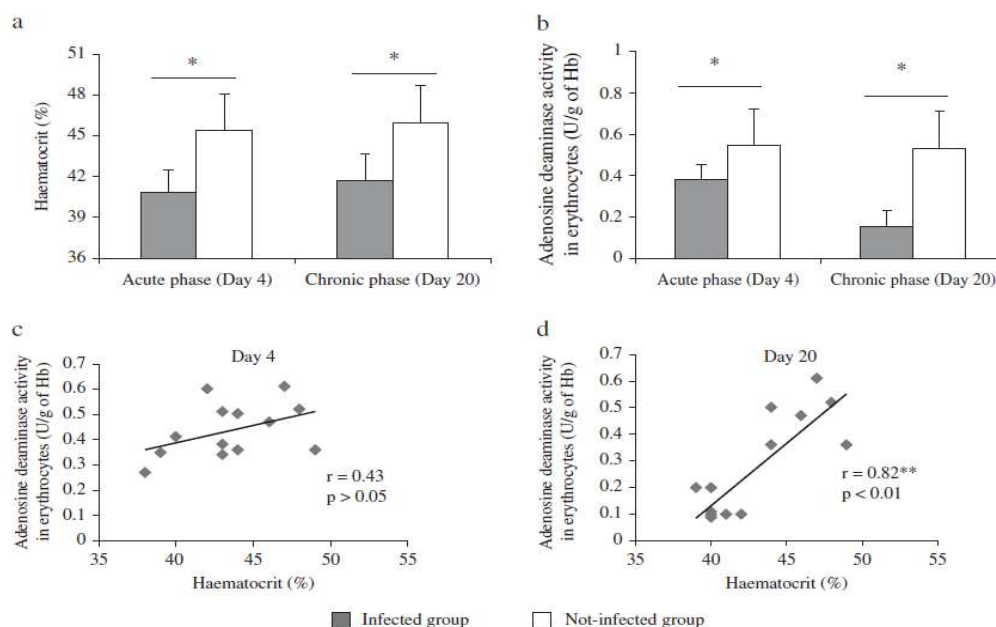 a
Haematocrit (%)
51
48
45
42
39
36
*
*
Acute phase (Day 4)
Chronic phase (Day 20)
b
Adenosine deaminase activity
in erythrocytes (U/g of Hb)
1
0.8
0.6
0.4
0.2
0
*
*
Acute phase (Day 4)
Chronic phase (Day 20)
c
Day 4
Adenosine deaminase activity
in erythrocytes (U/g of Hb)
0.7
0.6
0.5
0.4
0.3
0.2
0.1
0
r = 0.43
p > 0.05
35
40
45
50
55
Haematocrit (%)
d
Day 20
Adenosine deaminase activity
in erythrocytes (U/g of Hb)
0.7
0.6
0.5
0.4
0.3
0.2
0.1
0
r = 0.82**
p < 0.01
35
40
45
50
55
Haematocrit (%)
Infected group
Not-infected group